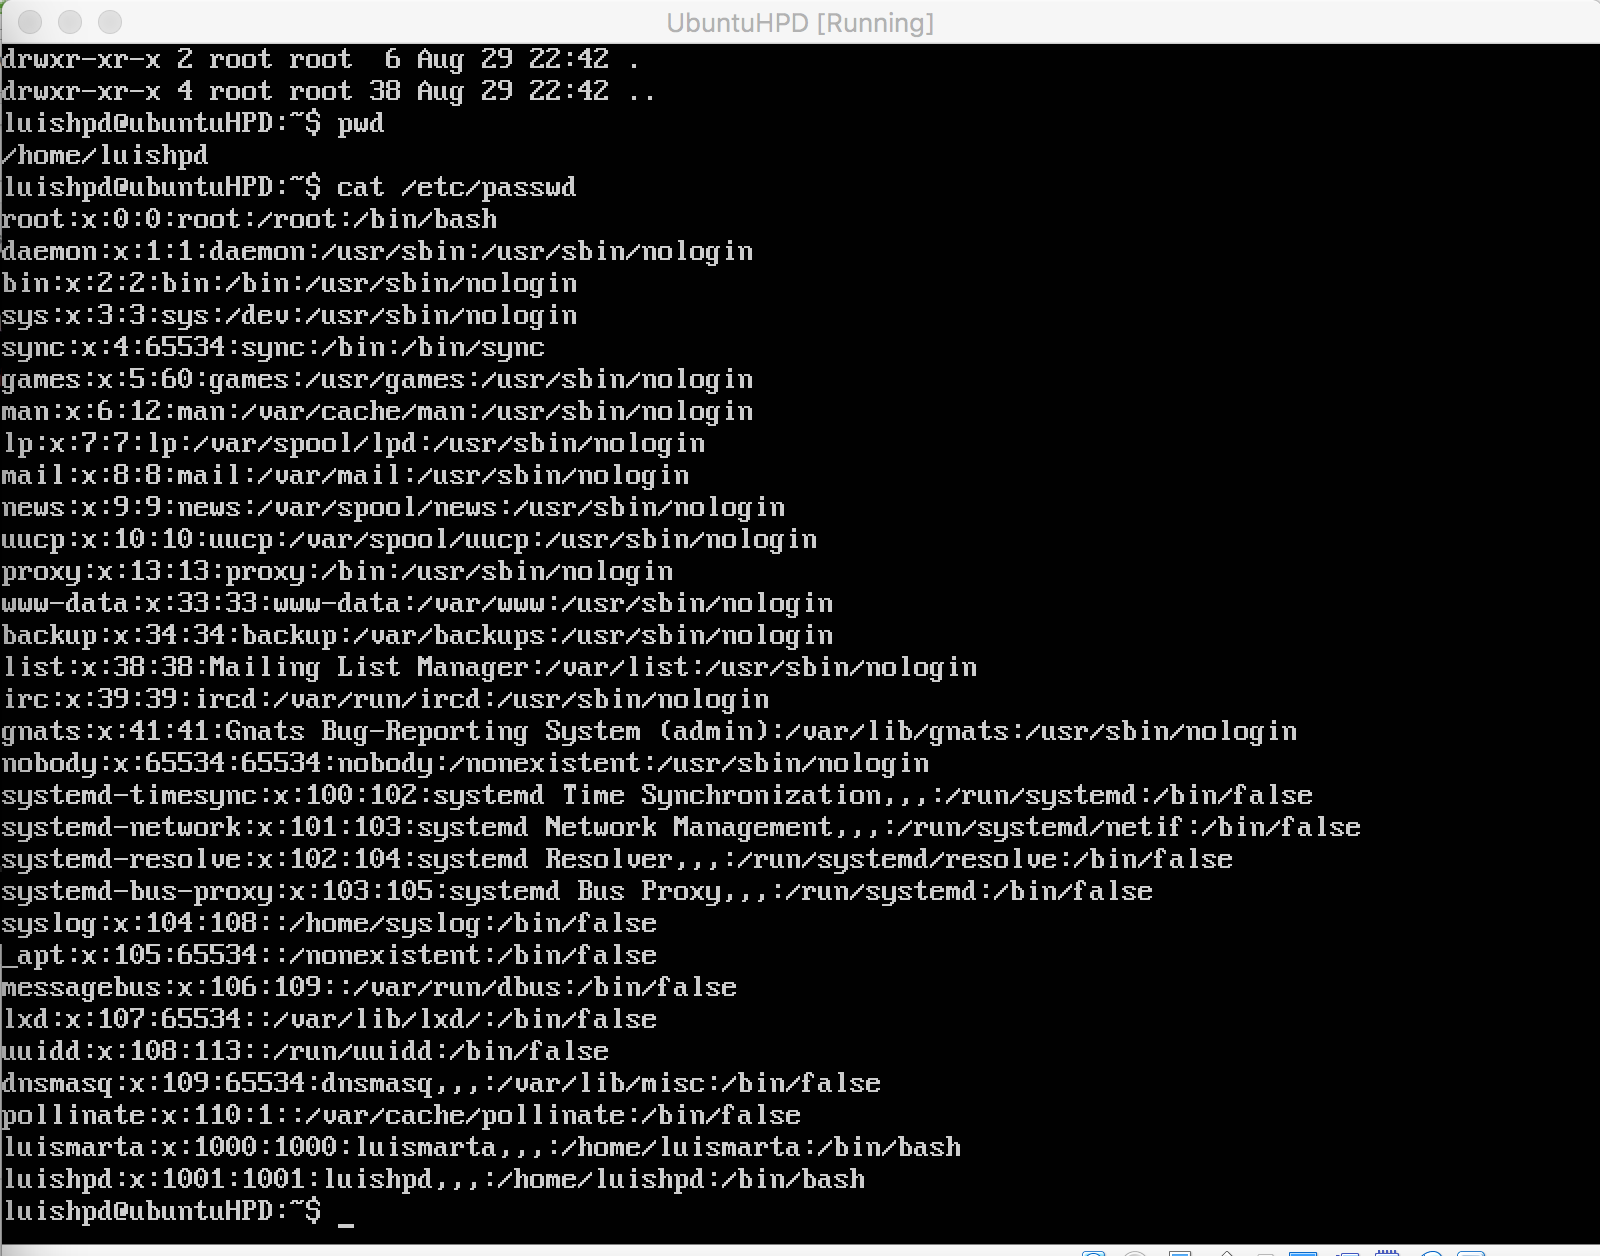 UbuntuHPD [Running]
drwxr-xr-x 2 root root  6 Aug 29 22:42 .
drwxr-xr-x 4 root root 38 Aug 29 22:42 ..
luishpd@ubuntuHPD:~$ pwd
/home/luishpd
luishpd@ubuntuHPD:~$ cat /etc/passwd
root:x:0:0:root:/root:/bin/bash
daemon:x:1:1:daemon:/usr/sbin:/usr/sbin/nologin
bin:x:2:2:bin:/bin:/usr/sbin/nologin
sys:x:3:3:sys:/dev:/usr/sbin/nologin
sync:x:4:65534:sync:/bin:/bin/sync
games:x:5:60:games:/usr/games:/usr/sbin/nologin
man:x:6:12:man:/var/cache/man:/usr/sbin/nologin
lp:x:7:7:lp:/var/spool/lpd:/usr/sbin/nologin
mail:x:8:8:mail:/var/mail:/usr/sbin/nologin
news:x:9:9:news:/var/spool/news:/usr/sbin/nologin
uucp:x:10:10:uucp:/var/spool/uucp:/usr/sbin/nologin
proxy:x:13:13:proxy:/bin:/usr/sbin/nologin
www-data:x:33:33:www-data:/var/www:/usr/sbin/nologin
backup:x:34:34:backup:/var/backups:/usr/sbin/nologin
list:x:38:38:Mailing List Manager:/var/list:/usr/sbin/nologin
irc:x:39:39:ircd:/var/run/ircd:/usr/sbin/nologin
gnats:x:41:41:Gnats Bug-Reporting System (admin):/var/lib/gnats:/usr/sbin/nologin
nobody:x:65534:65534:nobody:/nonexistent:/usr/sbin/nologin
systemd-timesync:x:100:102:systemd Time Synchronization,,,:/run/systemd:/bin/false
systemd-network:x:101:103:systemd Network Management,,,:/run/systemd/netif:/bin/false
systemd-resolve:x:102:104:systemd Resolver,,,:/run/systemd/resolve:/bin/false
systemd-bus-proxy:x:103:105:systemd Bus Proxy,,,:/run/systemd:/bin/false
syslog:x:104:108::/home/syslog:/bin/false
_apt:x:105:65534::/nonexistent:/bin/false
messagebus:x:106:109::/var/run/dbus:/bin/false
lxd:x:107:65534::/var/lib/lxd/:/bin/false
uuidd:x:108:113::/run/uuidd:/bin/false
dnsmasq:x:109:65534:dnsmasq,,,:/var/lib/misc:/bin/false
pollinate:x:110:1::/var/cache/pollinate:/bin/false
luismarta:x:1000:1000:luismarta,,,:/home/luismarta:/bin/bash
luishpd:x:1001:1001:luishpd,,,:/home/luishpd:/bin/bash
luishpd@ubuntuHPD:~$ _